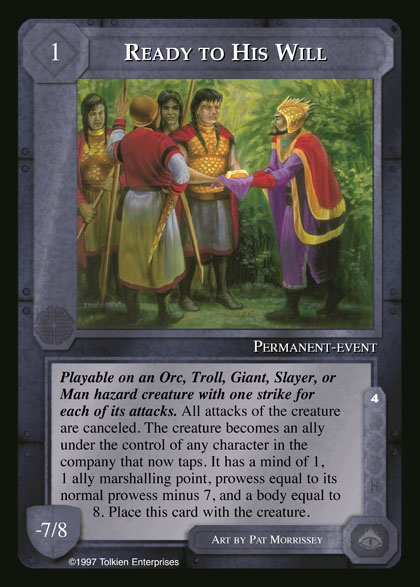 1
READY TO HIS WILL
PERMANENT-EVENT
Playable on an Orc, Troll, Giant, Slayer, or
Man hazard creature with one strike for
each of its attacks. All attacks of the creature
are canceled. The creature becomes an ally
under the control of any character in the
company that now taps. It has a mind of 1,
1 ally marshalling point, prowess equal to its
normal prowess minus 7, and a body equal to
8. Place this card with the creature.
4
H
-7/8
ART BY PAT MORRISSEY
©1997 Tolkien Enterprises